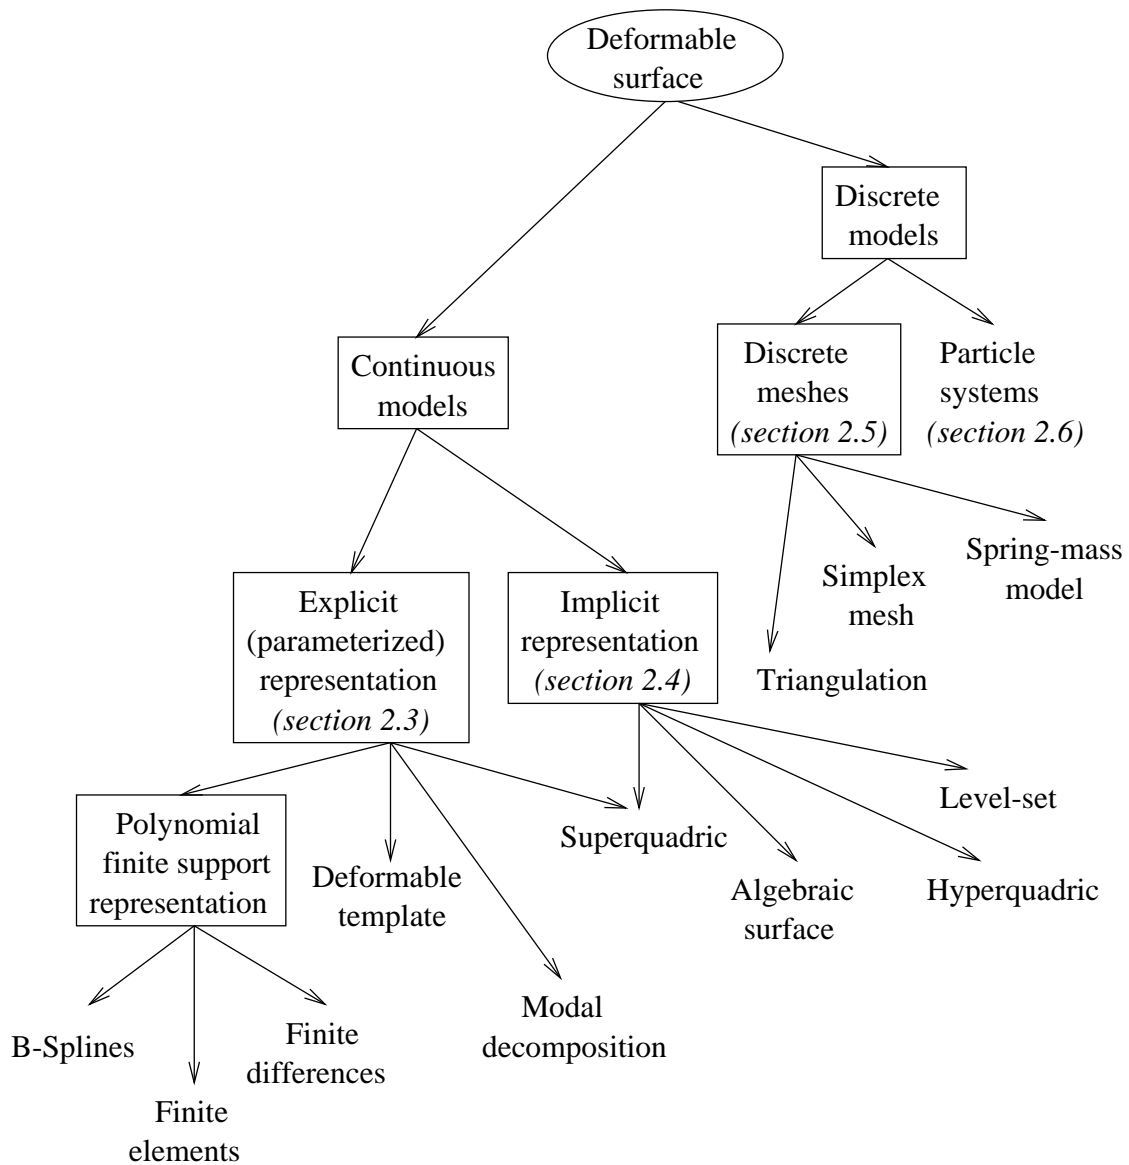 Deformable
surface
Discrete
models
Continuous
models
Discrete
meshes
(section 2.5)
Particle
systems
(section 2.6)
Explicit
(parameterized)
representation
(section 2.3)
Implicit
representation
(section 2.4)
Simplex
mesh
Spring-mass
model
Triangulation
Polynomial
finite support
representation
Deformable
template
Superquadric
Level-set
Algebraic
surface
Hyperquadric
B-Splines
Finite
differences
Modal
decomposition
Finite
elements